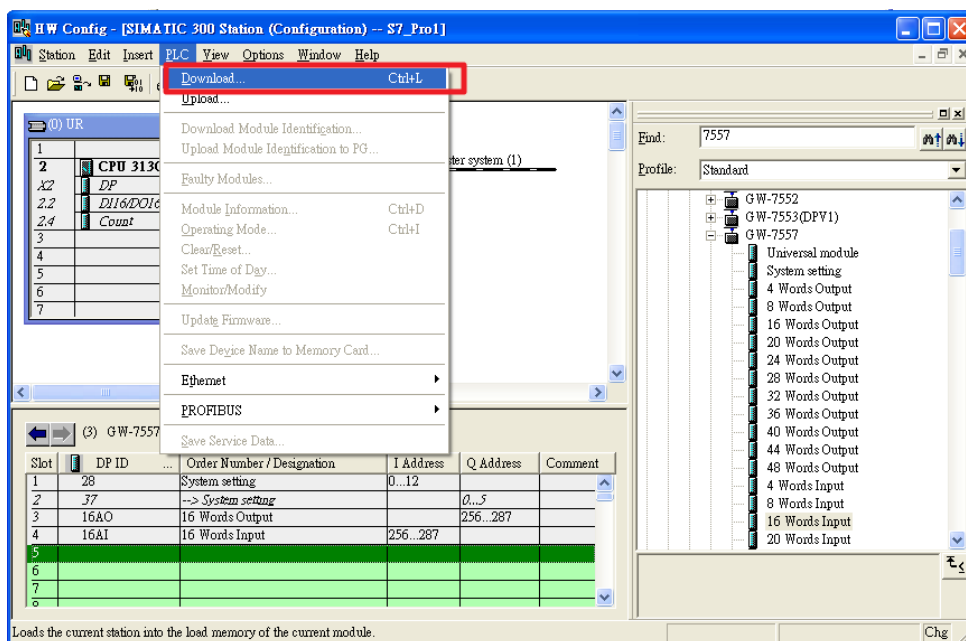 HW Config - [SIMATIC 300 Station (Configuration) -- S7_Pro1]
Station Edit Insert PLC View Options Window Help
Download... Ctrl+L
Upload...
Download Module Identification...
Upload Module Identification to PG...
Faulty Modules...
Module Information... Ctrl+D
Operating Mode... Ctrl+I
Clear/Reset...
Set Time of Day...
Monitor/Modify
Update Firmware...
Save Device Name to Memory Card...
Ethernet
PROFIBUS
Save Service Data...
(0) UR
1
2 CPU 313C
X2 DP
2.2 DI16/DO16
2.4 Count
3
4
5
6
7
system (1)
Find: 7557
Profile: Standard
GW-7552
GW-7553(DPV1)
GW-7557
Universal module
System setting
4 Words Output
8 Words Output
16 Words Output
20 Words Output
24 Words Output
28 Words Output
32 Words Output
36 Words Output
40 Words Output
44 Words Output
48 Words Output
4 Words Input
8 Words Input
16 Words Input
20 Words Input
(3) GW-7557
Slot DP ID ... Order Number / Designation I Address Q Address Comment
1 28 System setting 0...12
2 37 --> System setting 0...5
3 16AO 16 Words Output 256...287
4 16AI 16 Words Input 256...287
5
6
7
8
Loads the current station into the load memory of the current module. Chg